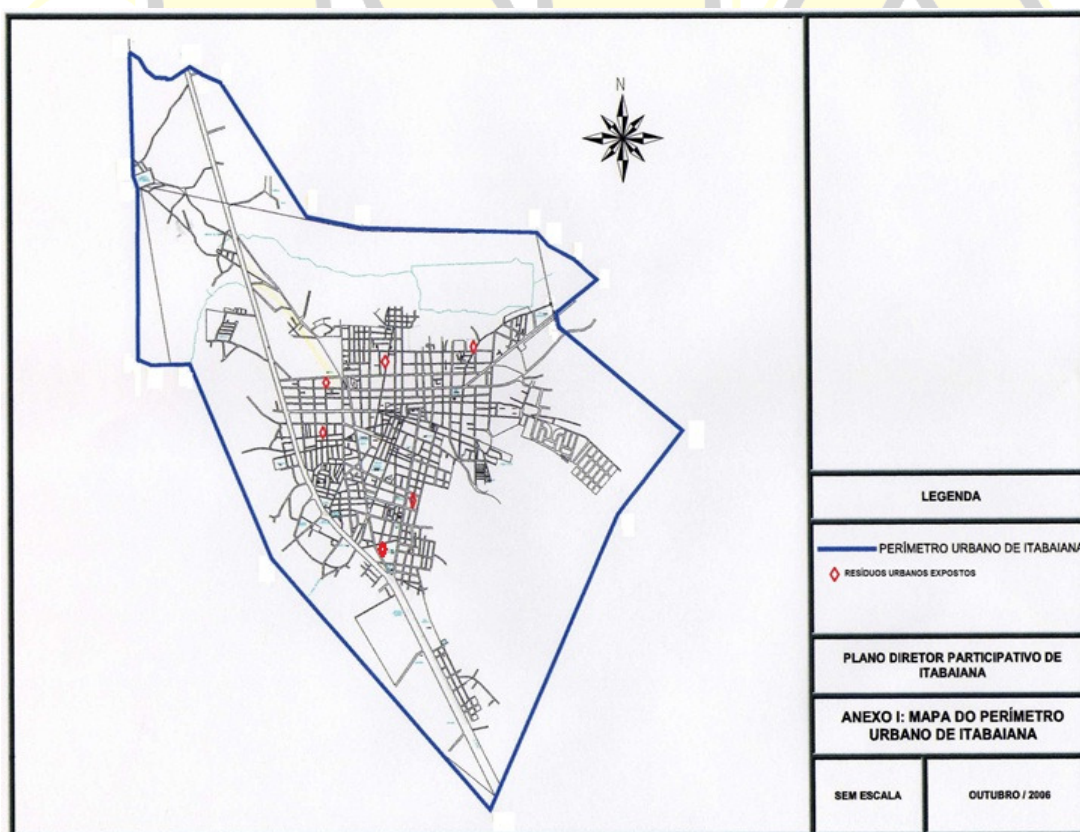 N
LEGENDA
PERÍMETRO URBANO DE ITABAIANA
RESÍDUOS URBANOS EXPOSTOS
PLANO DIRETOR PARTICIPATIVO DE
ITABAIANA
ANEXO I: MAPA DO PERÍMETRO
URBANO DE ITABAIANA
SEM ESCALA
OUTUBRO / 2006